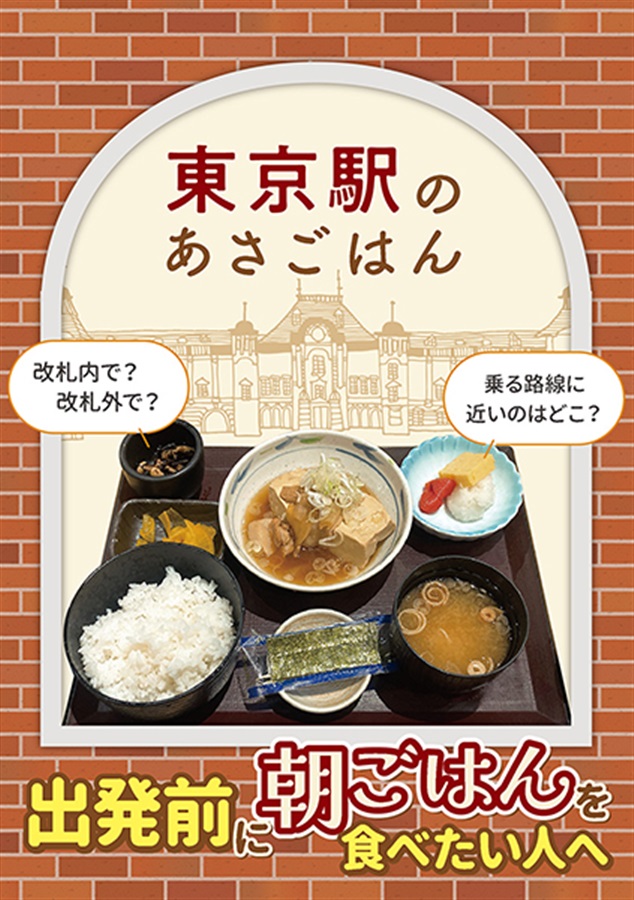 東京駅の
あさごはん
改札内で？
改札外で？
乗る路線に
近いのはどこ？
出発前に朝ごはんを
食べたい人へ